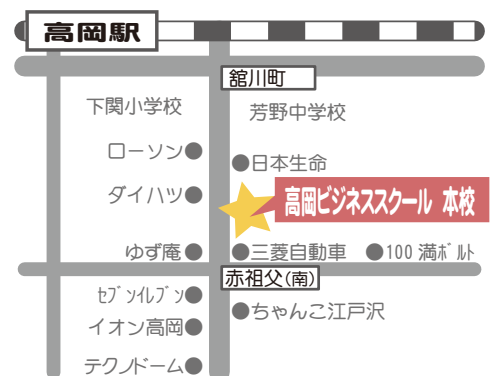 高岡駅
舘川町
下関小学校
芳野中学校
ローソン●
●日本生命
ダイハツ●
高岡ビジネススクール 本校
ゆず庵●
●三菱自動車 ●100満ボルト
赤祖父(南)
セブンイレブン●
●ちゃんこ江戸沢
イオン高岡●
テクノドーム●